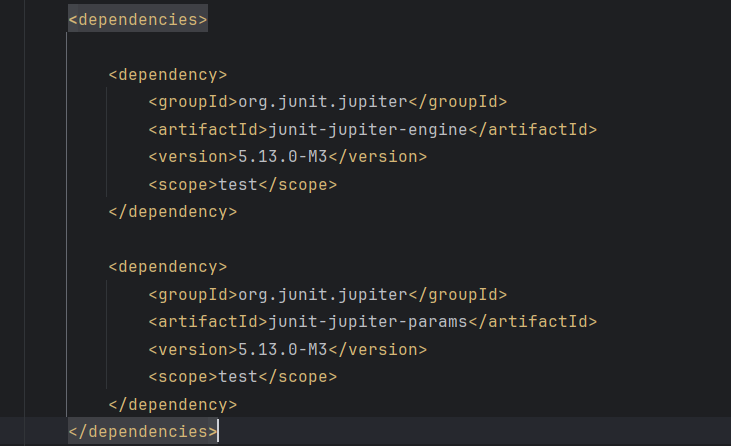 <dependencies>
<dependency>
<groupId>org.junit.jupiter</groupId>
<artifactId>junit-jupiter-engine</artifactId>
<version>5.13.0-M3</version>
<scope>test</scope>
</dependency>
<dependency>
<groupId>org.junit.jupiter</groupId>
<artifactId>junit-jupiter-params</artifactId>
<version>5.13.0-M3</version>
<scope>test</scope>
</dependency>
</dependencies>